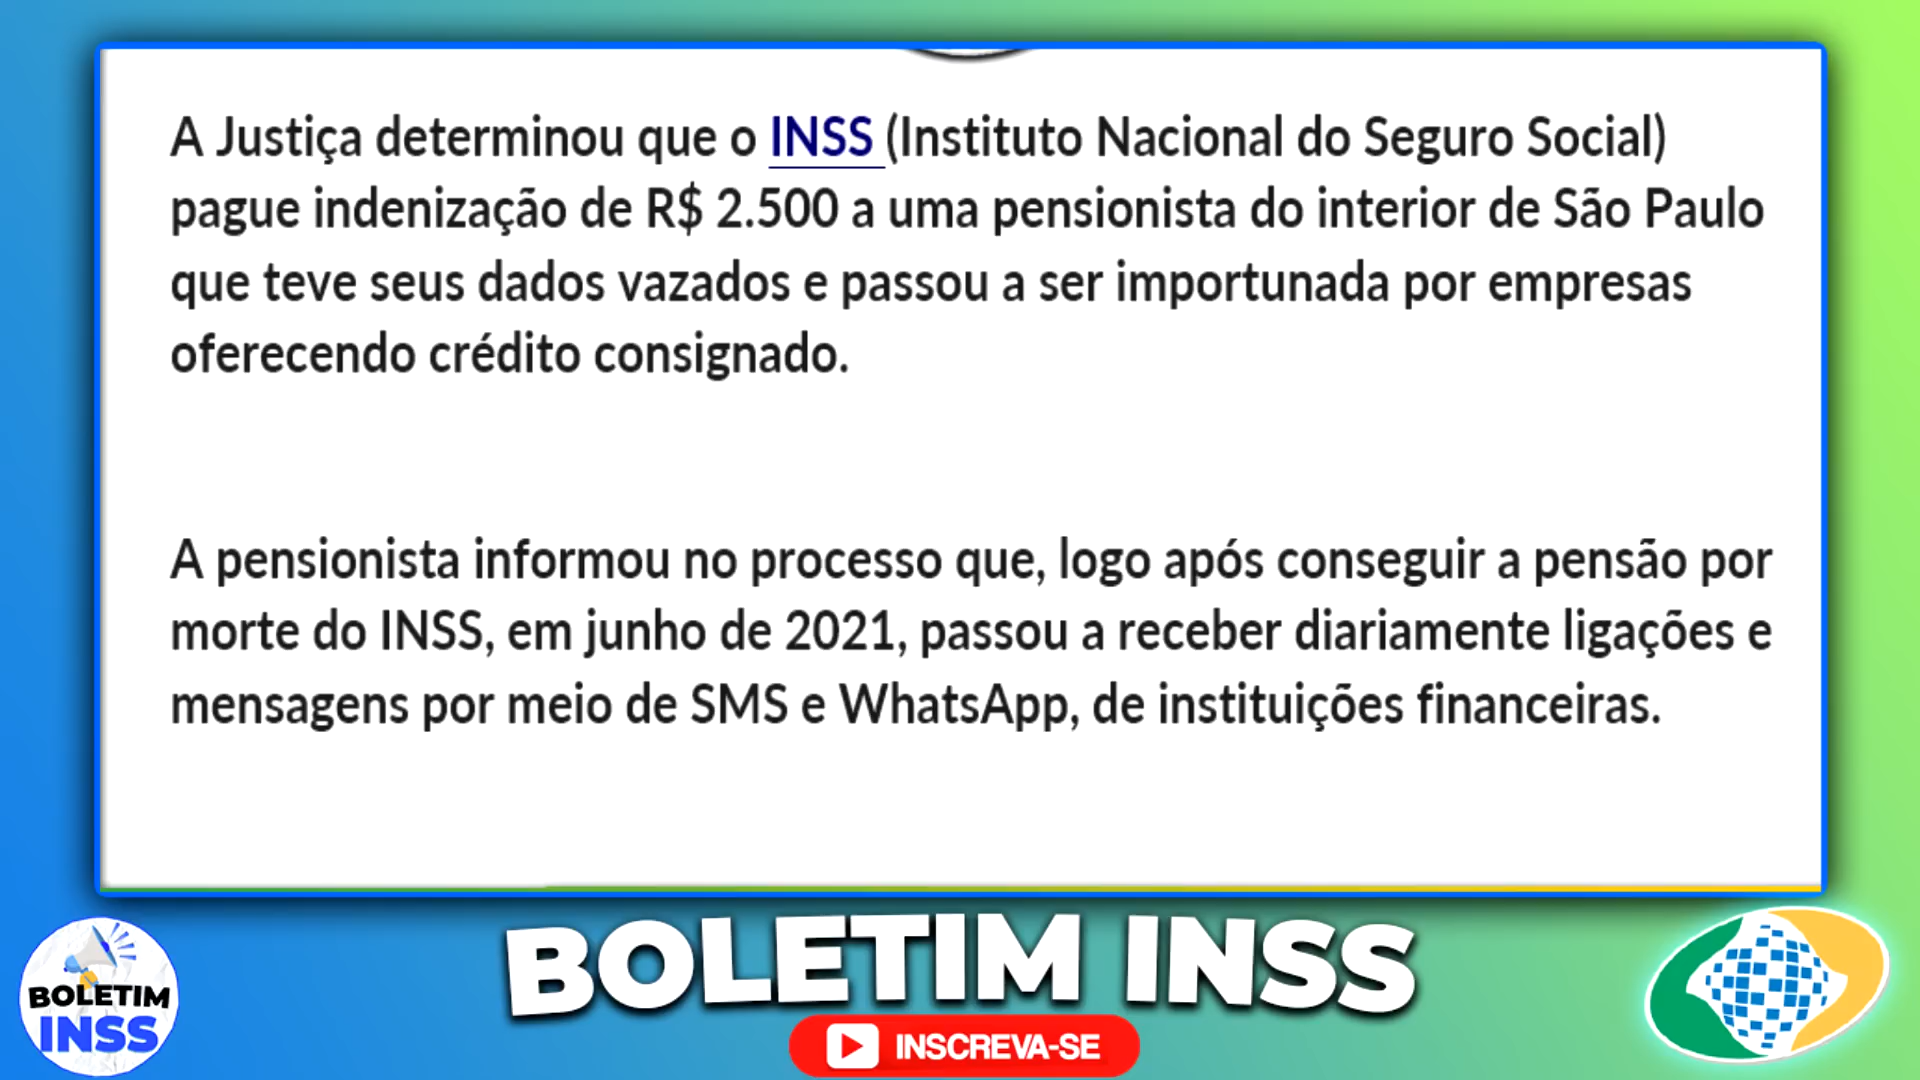 A Justiça determinou que o INSS (Instituto Nacional do Seguro Social)
pague indenização de R$ 2.500 a uma pensionista do interior de São Paulo
que teve seus dados vazados e passou a ser importunada por empresas
oferecendo crédito consignado.
A pensionista informou no processo que, logo após conseguir a pensão por
morte do INSS, em junho de 2021, passou a receber diariamente ligações e
mensagens por meio de SMS e WhatsApp, de instituições financeiras.
BOLETIM INSS
BOLETIM
INSS
INSCREVA-SE